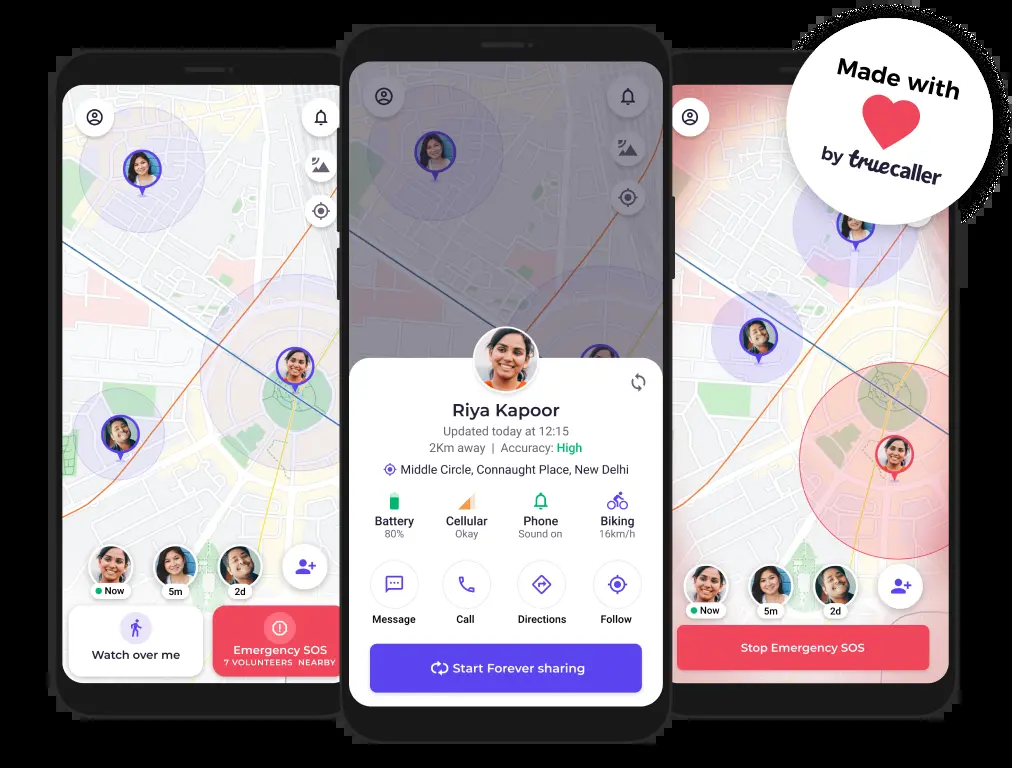 Made with
by truecaller
Now
5m
2d
Watch over me
Emergency SOS
7 VOLUNTEERS NEARBY
Riya Kapoor
Updated today at 12:15
2Km away | Accuracy: High
Middle Circle, Connaught Place, New Delhi
Battery Cellular Phone Biking
80% Okay Sound on 16km/h
Message Call Directions Follow
Start Forever sharing
Now
5m
2d
Stop Emergency SOS